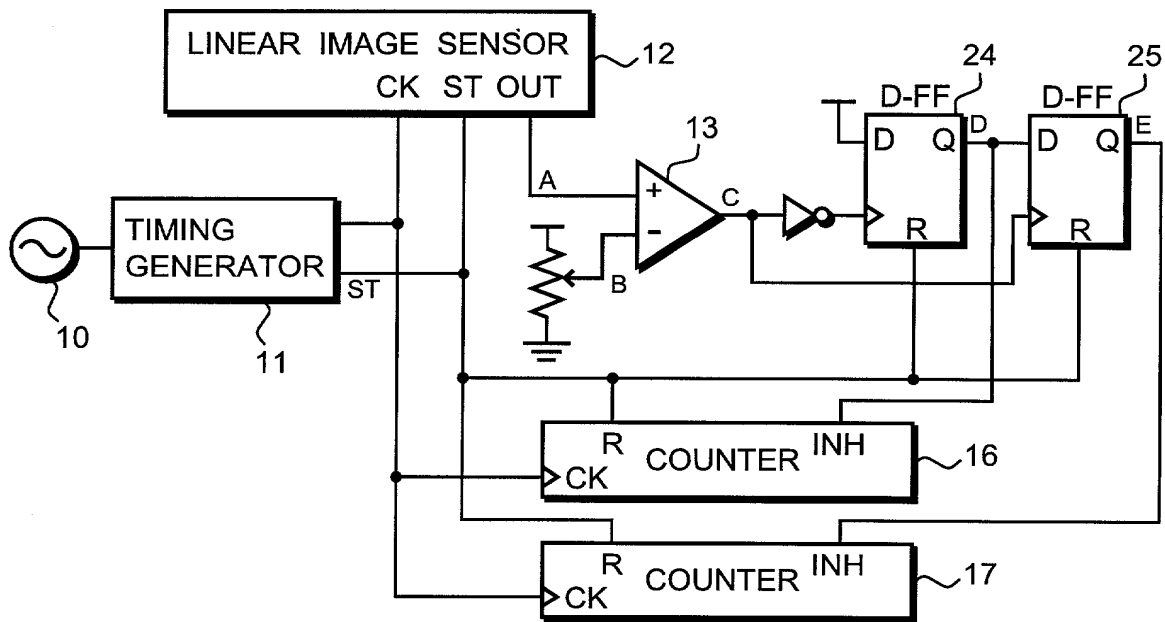 LINEAR IMAGE SENSOR
CK ST OUT
12
24
25
D-FF
D-FF
D Q D
D Q E
R
R
13
A
+
-
B
C
TIMING
GENERATOR
ST
10
11
R INH
COUNTER
CK
16
R INH
COUNTER
CK
17